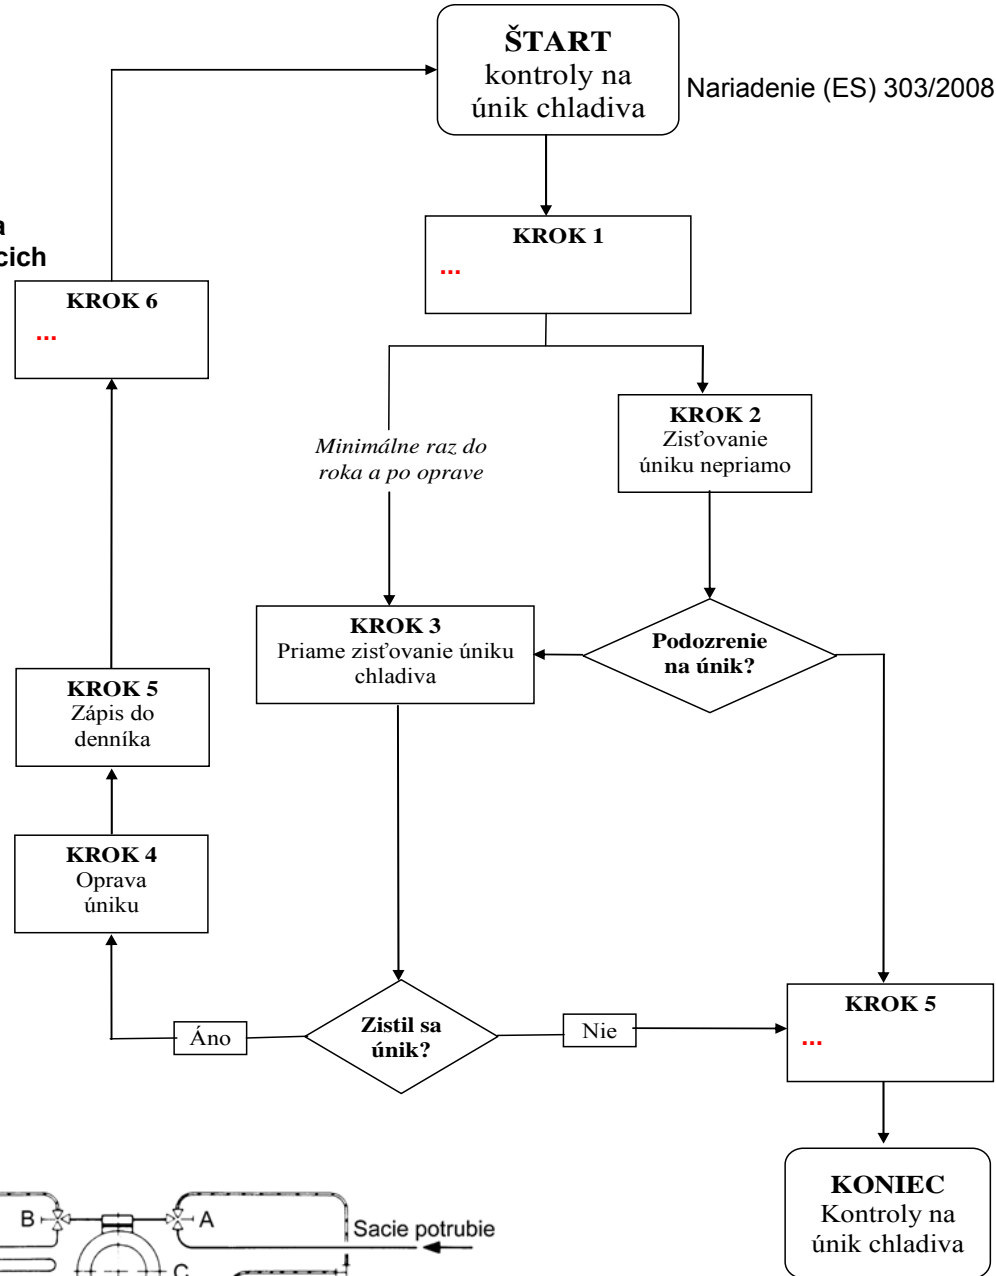 ŠTART
kontroly na
únik chladiva
Nariadenie (ES) 303/2008
a
cich
KROK 1
...
KROK 6
...
KROK 2
Zisťovanie
úniku nepriamo
Minimálne raz do
roka a po oprave
KROK 3
Priame zisťovanie úniku
chladiva
Podozrenie
na únik?
KROK 5
Zápis do
denníka
KROK 4
Oprava
úniku
Áno
Zistil sa
únik?
Nie
KROK 5
...
KONIEC
Kontroly na
únik chladiva
B
A
Sacie potrubie
C